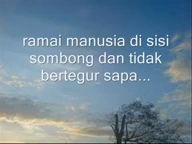 ramai manusia di sisi
sombong dan tidak
bertegur sapa...